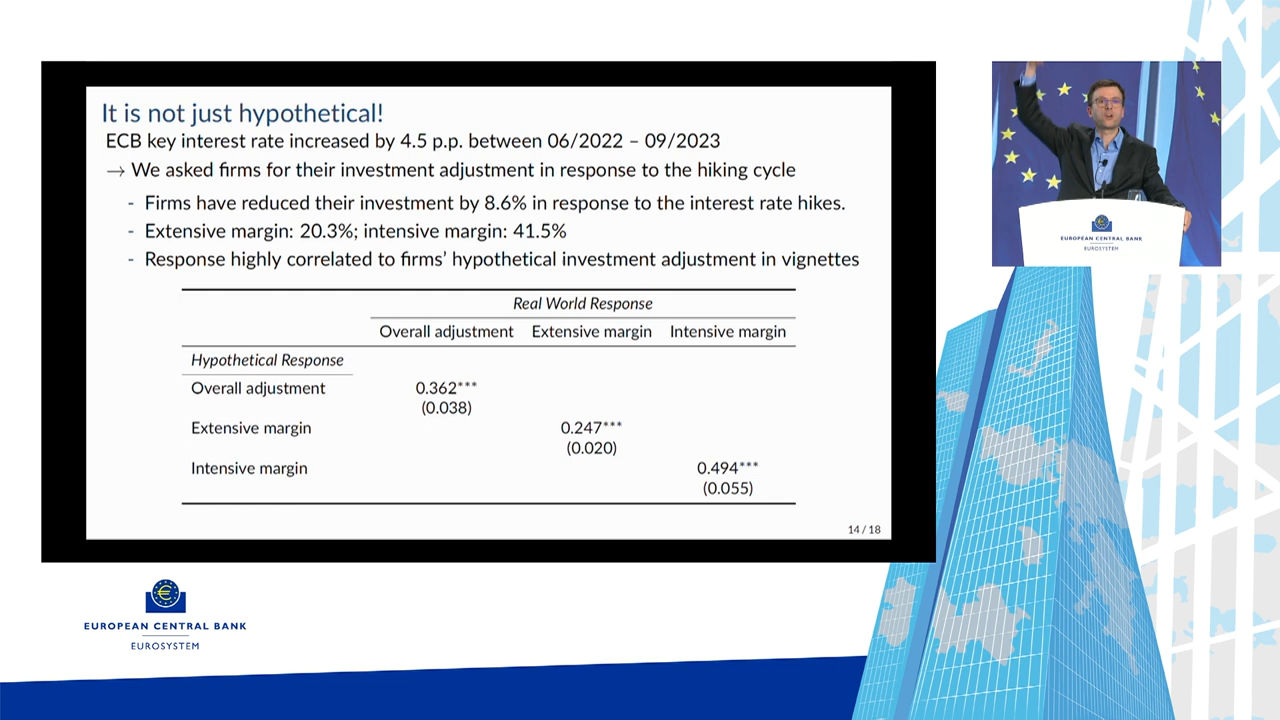 It is not just hypothetical!
ECB key interest rate increased by 4.5 p.p. between 06/2022 – 09/2023
→ We asked firms for their investment adjustment in response to the hiking cycle
- Firms have reduced their investment by 8.6% in response to the interest rate hikes.
- Extensive margin: 20.3%; intensive margin: 41.5%
- Response highly correlated to firms' hypothetical investment adjustment in vignettes
Real World Response
Overall adjustment Extensive margin Intensive margin
Hypothetical Response
Overall adjustment 0.362***
(0.038)
Extensive margin 0.247***
(0.020)
Intensive margin 0.494***
(0.055)
14 / 18
EUROPEAN CENTRAL BANK
EUROSYSTEM
EUROPEAN CENTRAL BANK
EUROSYSTEM